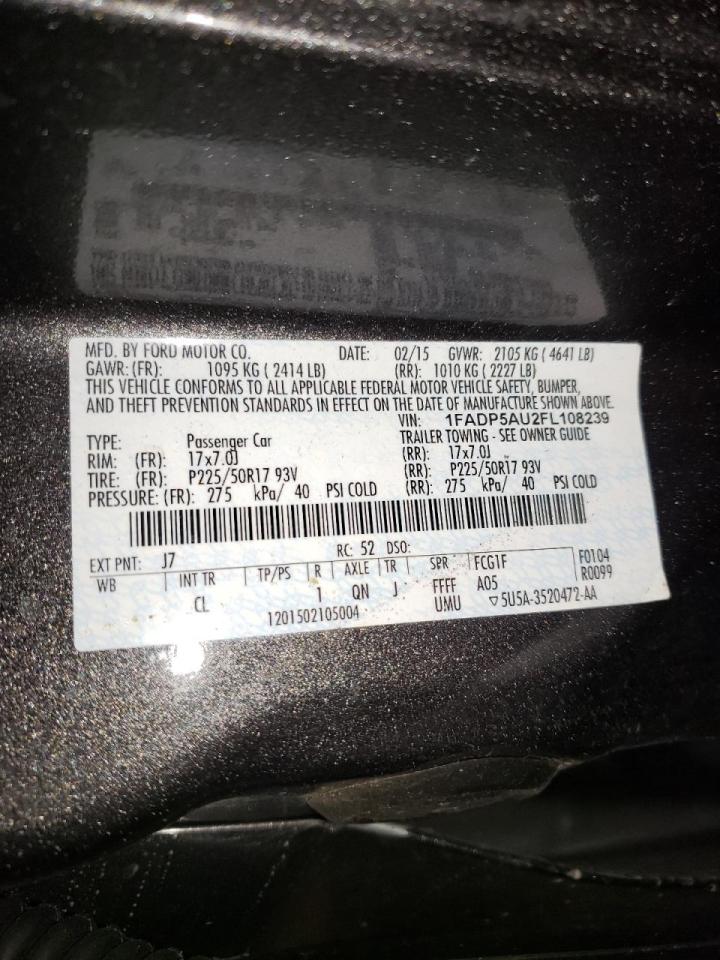 MFD. BY FORD MOTOR CO. DATE: 02/15 GVWR: 2105 KG ( 4641 LB)
GAWR: (FR): 1095 KG ( 2414 LB) (RR): 1010 KG ( 2227 LB)
THIS VEHICLE CONFORMS TO ALL APPLICABLE FEDERAL MOTOR VEHICLE SAFETY, BUMPER,
AND THEFT PREVENTION STANDARDS IN EFFECT ON THE DATE OF MANUFACTURE SHOWN ABOVE.
VIN: 1FADP5AU2FL108239
TYPE: Passenger Car TRAILER TOWING - SEE OWNER GUIDE
RIM: (FR): 17x7.0J (RR): 17x7.0J
TIRE: (FR): P225/50R17 93V (RR): P225/50R17 93V
PRESSURE: (FR): 275 kPa/ 40 PSI COLD (RR): 275 kPa/ 40 PSI COLD
EXT PNT: J7 RC: 52 DSO: FCG1F F0104
WB INT TR TP/PS R AXLE TR SPR R0099
CL 1 QN J FFFF A05
1201502105004 UMU ▽5U5A-3520472-AA